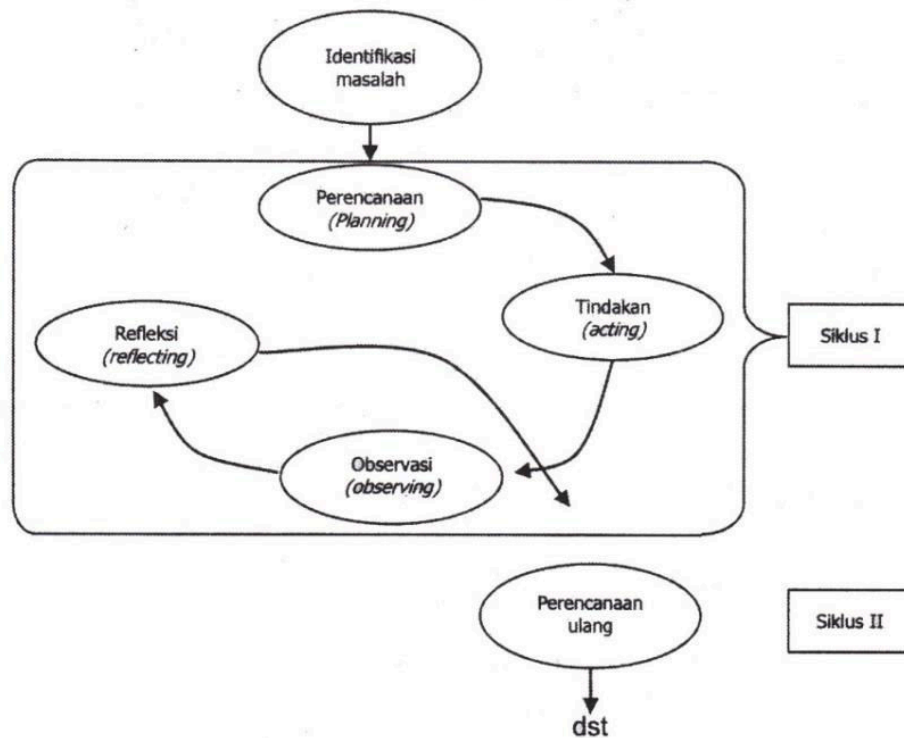 Identifikasi
masalah
Perencanaan
(Planning)
Tindakan
(acting)
Siklus I
Refleksi
(reflecting)
Observasi
(observing)
Perencanaan
ulang
Siklus II
dst